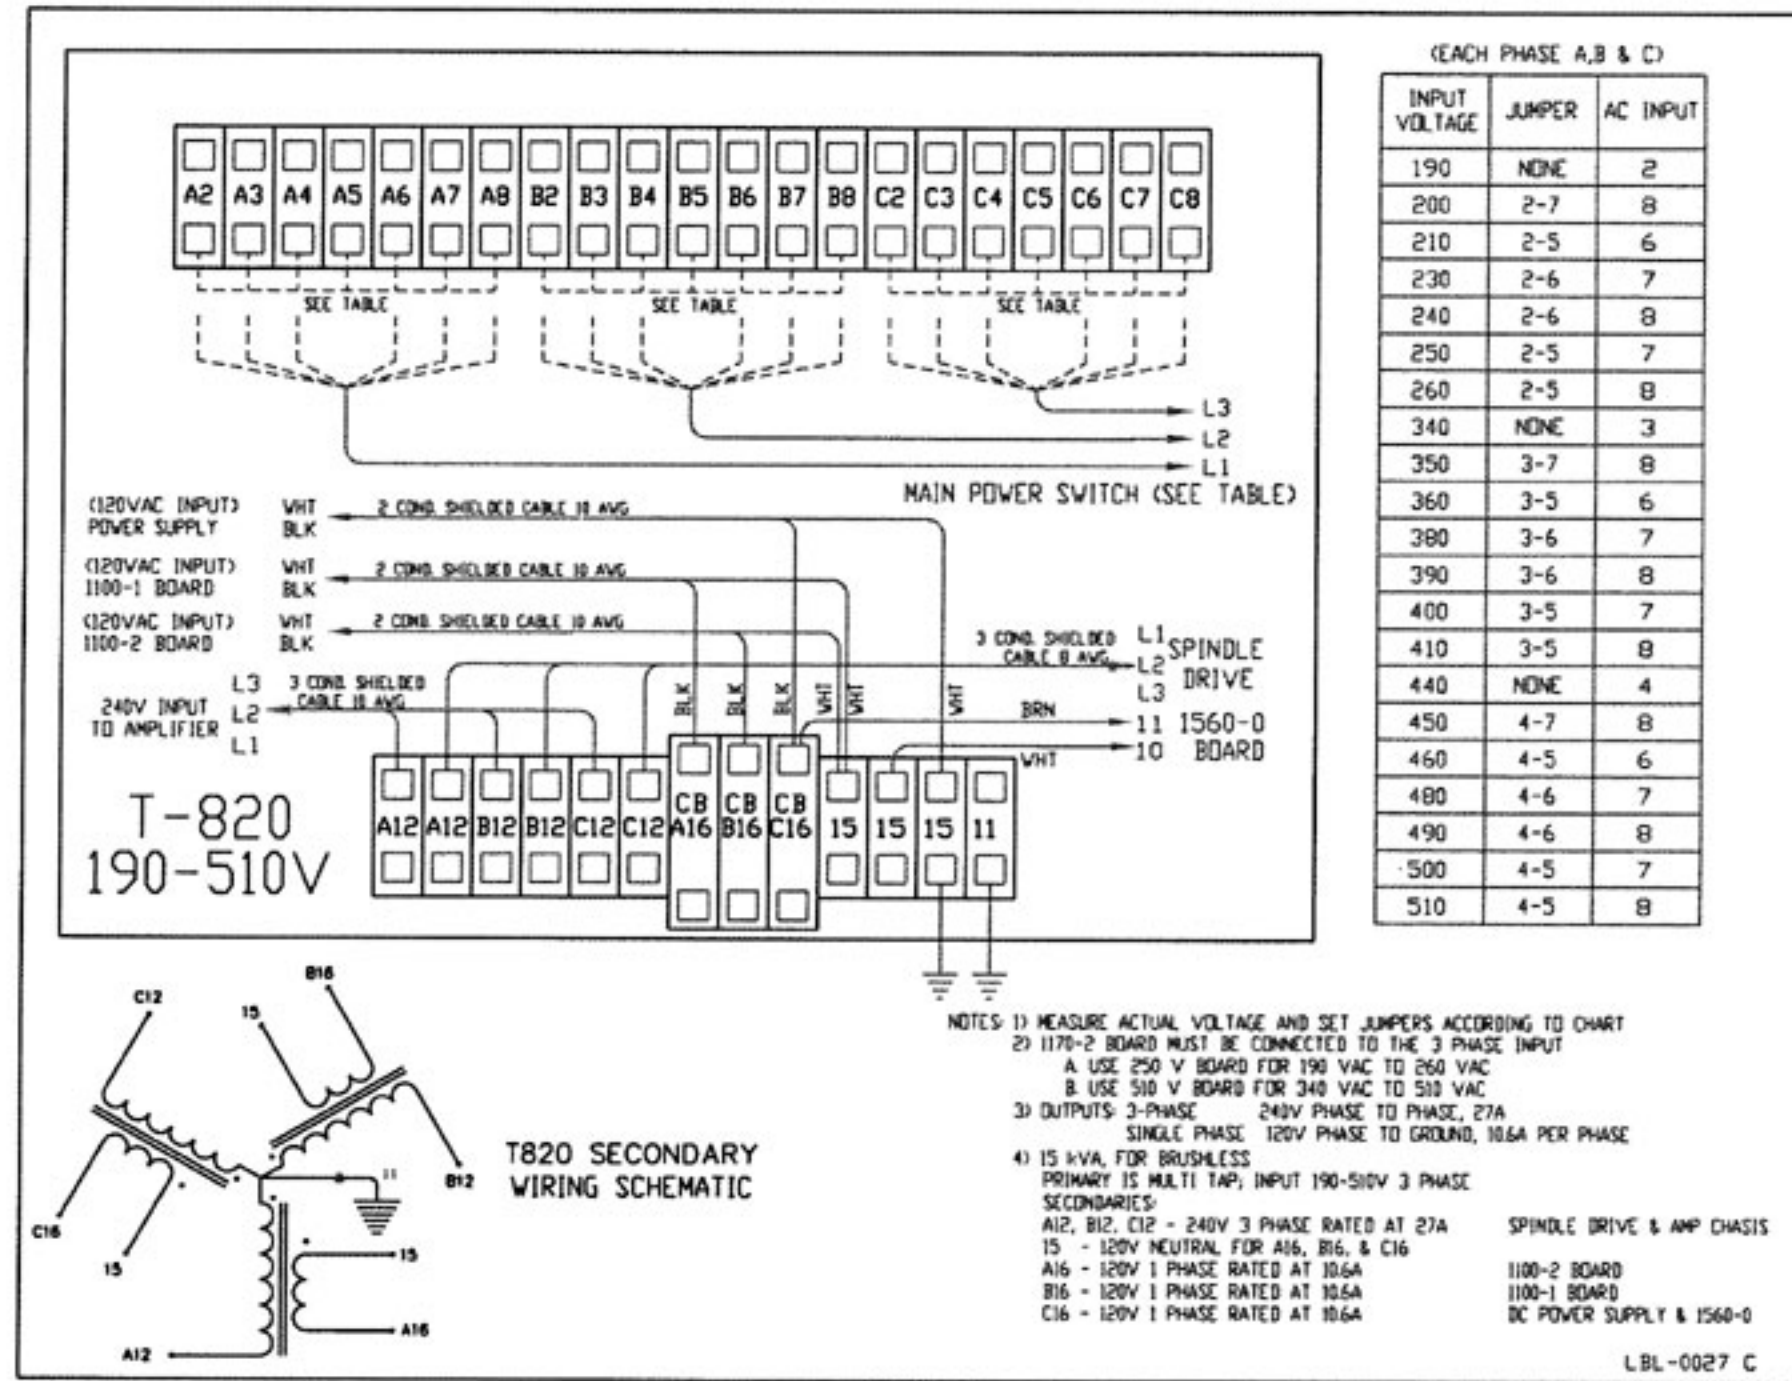 (EACH PHASE A,B & C)
INPUT VOLTAGE JUMPER AC INPUT
190 NONE 2
200 2-7 8
210 2-5 6
230 2-6 7
240 2-6 8
250 2-5 7
260 2-5 8
340 NONE 3
350 3-7 8
360 3-5 6
380 3-6 7
390 3-6 8
400 3-5 7
410 3-5 8
440 NONE 4
450 4-7 8
460 4-5 6
480 4-6 7
490 4-6 8
500 4-5 7
510 4-5 8
A2 A3 A4 A5 A6 A7 A8 B2 B3 B4 B5 B6 B7 B8 C2 C3 C4 C5 C6 C7 C8
SEE TABLE SEE TABLE SEE TABLE
L3
L2
L1
MAIN POWER SWITCH (SEE TABLE)
(120VAC INPUT) WHT 2 COND. SHIELDED CABLE 10 AWG
POWER SUPPLY BLK
(120VAC INPUT) WHT 2 COND. SHIELDED CABLE 10 AWG
1100-1 BOARD BLK
(120VAC INPUT) WHT 2 COND. SHIELDED CABLE 10 AWG
1100-2 BOARD BLK
3 COND. SHIELDED
CABLE 8 AWG
L1
L2
L3
SPINDLE
DRIVE
240V INPUT
TO AMPLIFIER
L3
L2
L1
3 COND. SHIELDED
CABLE 10 AWG
BLK BLK BLK WHT WHT WHT
BRN
WHT
11 1560-0
10 BOARD
T-820
190-510V
A12 A12 B12 B12 C12 C12 CB A16 CB B16 CB C16 15 15 15 11
C12
15
B16
B12
11
C16
15
15
A16
A12
T820 SECONDARY
WIRING SCHEMATIC
NOTES: 1) MEASURE ACTUAL VOLTAGE AND SET JUMPERS ACCORDING TO CHART
2) 1170-2 BOARD MUST BE CONNECTED TO THE 3 PHASE INPUT
A. USE 250 V BOARD FOR 190 VAC TO 260 VAC
B. USE 510 V BOARD FOR 340 VAC TO 510 VAC
3) OUTPUTS: 3-PHASE 240V PHASE TO PHASE, 27A
SINGLE PHASE 120V PHASE TO GROUND, 10.6A PER PHASE
4) 15 kVA, FOR BRUSHLESS
PRIMARY IS MULTI TAP; INPUT 190-510V 3 PHASE
SECONDARIES:
A12, B12, C12 - 240V 3 PHASE RATED AT 27A SPINDLE DRIVE & AMP CHASIS
15 - 120V NEUTRAL FOR A16, B16, & C16
A16 - 120V 1 PHASE RATED AT 10.6A 1100-2 BOARD
B16 - 120V 1 PHASE RATED AT 10.6A 1100-1 BOARD
C16 - 120V 1 PHASE RATED AT 10.6A DC POWER SUPPLY & 1560-0
LBL-0027 C